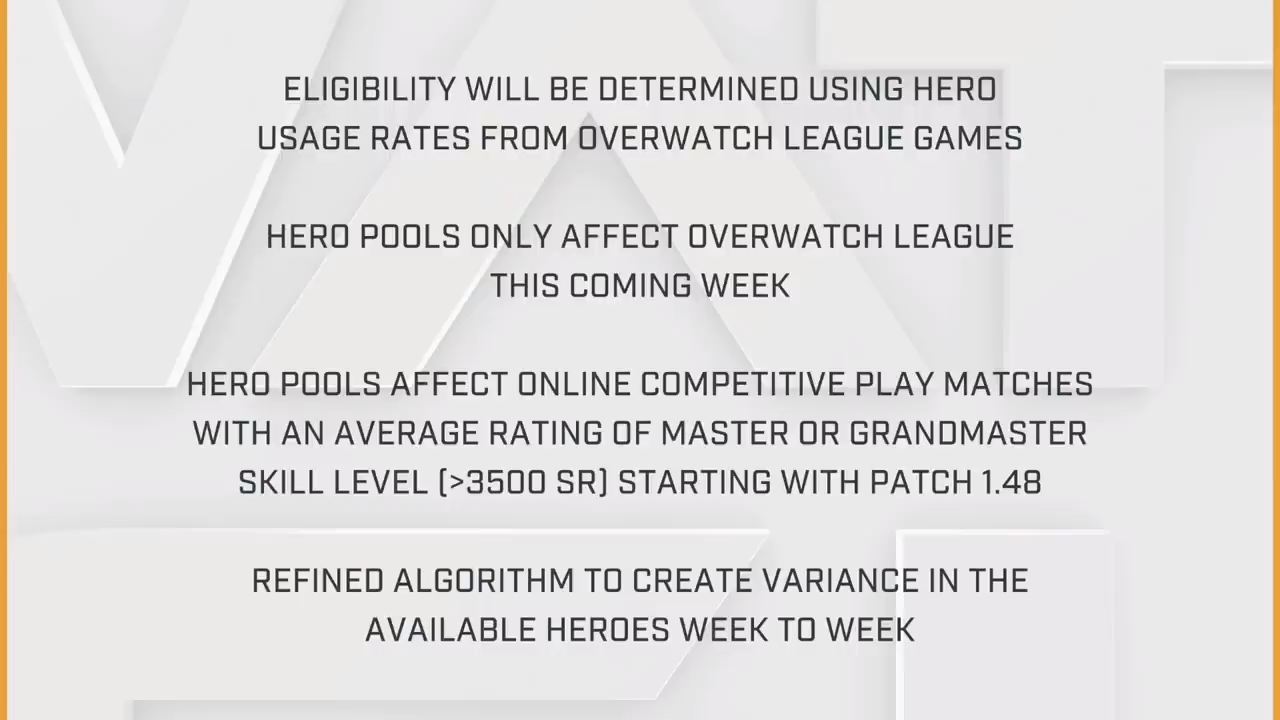 ELIGIBILITY WILL BE DETERMINED USING HERO
USAGE RATES FROM OVERWATCH LEAGUE GAMES
HERO POOLS ONLY AFFECT OVERWATCH LEAGUE
THIS COMING WEEK
HERO POOLS AFFECT ONLINE COMPETITIVE PLAY MATCHES
WITH AN AVERAGE RATING OF MASTER OR GRANDMASTER
SKILL LEVEL (>3500 SR) STARTING WITH PATCH 1.48
REFINED ALGORITHM TO CREATE VARIANCE IN THE
AVAILABLE HEROES WEEK TO WEEK